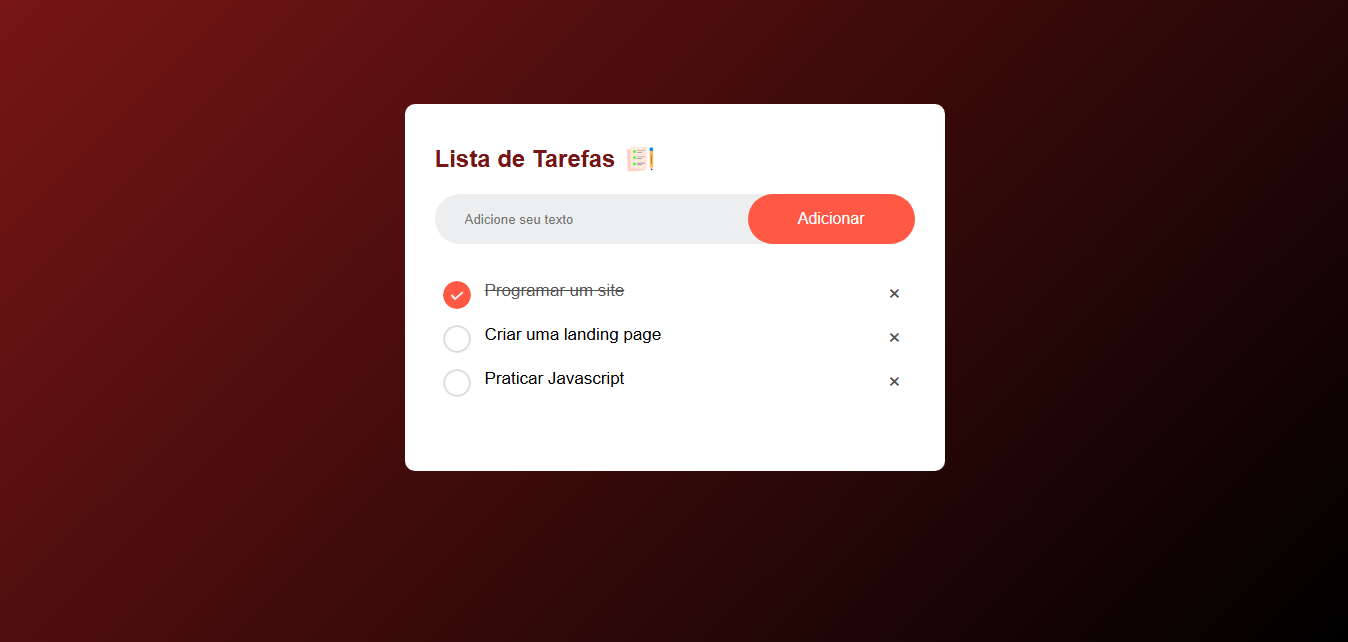 Lista de Tarefas
Adicione seu texto
Adicionar
Programar um site
Criar uma landing page
Praticar Javascript